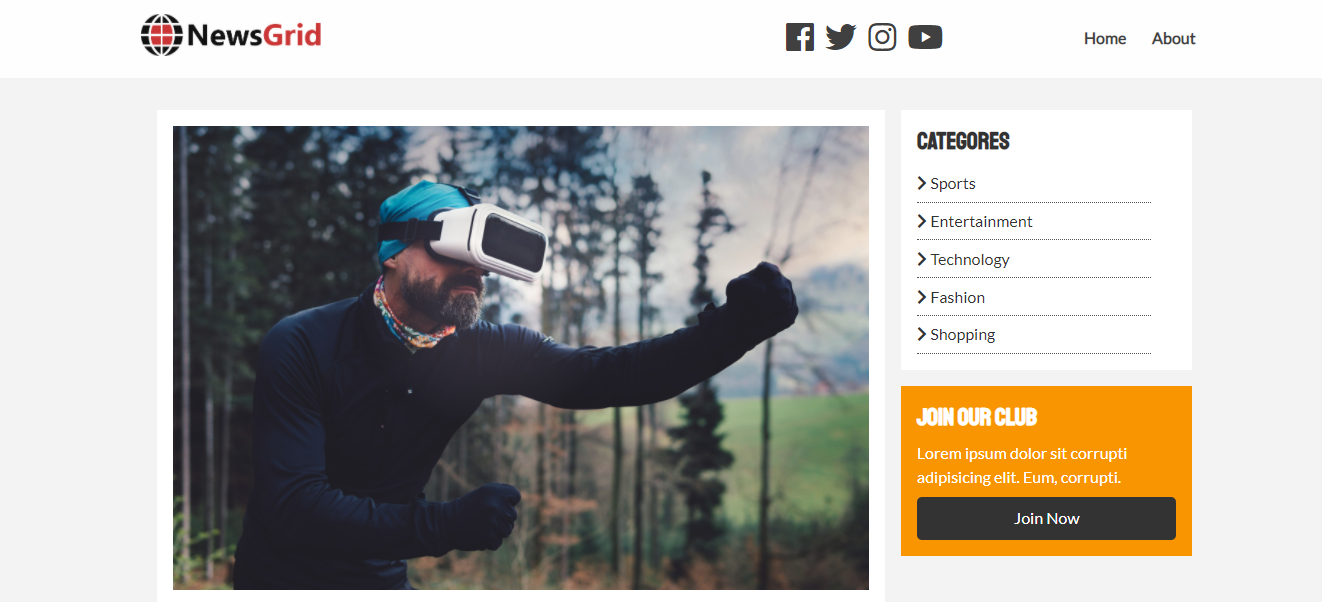 NewsGrid
Home About
CATEGORES
Sports
Entertainment
Technology
Fashion
Shopping
JOIN OUR CLUB
Lorem ipsum dolor sit corrupti
adipisicing elit. Eum, corrupti.
Join Now